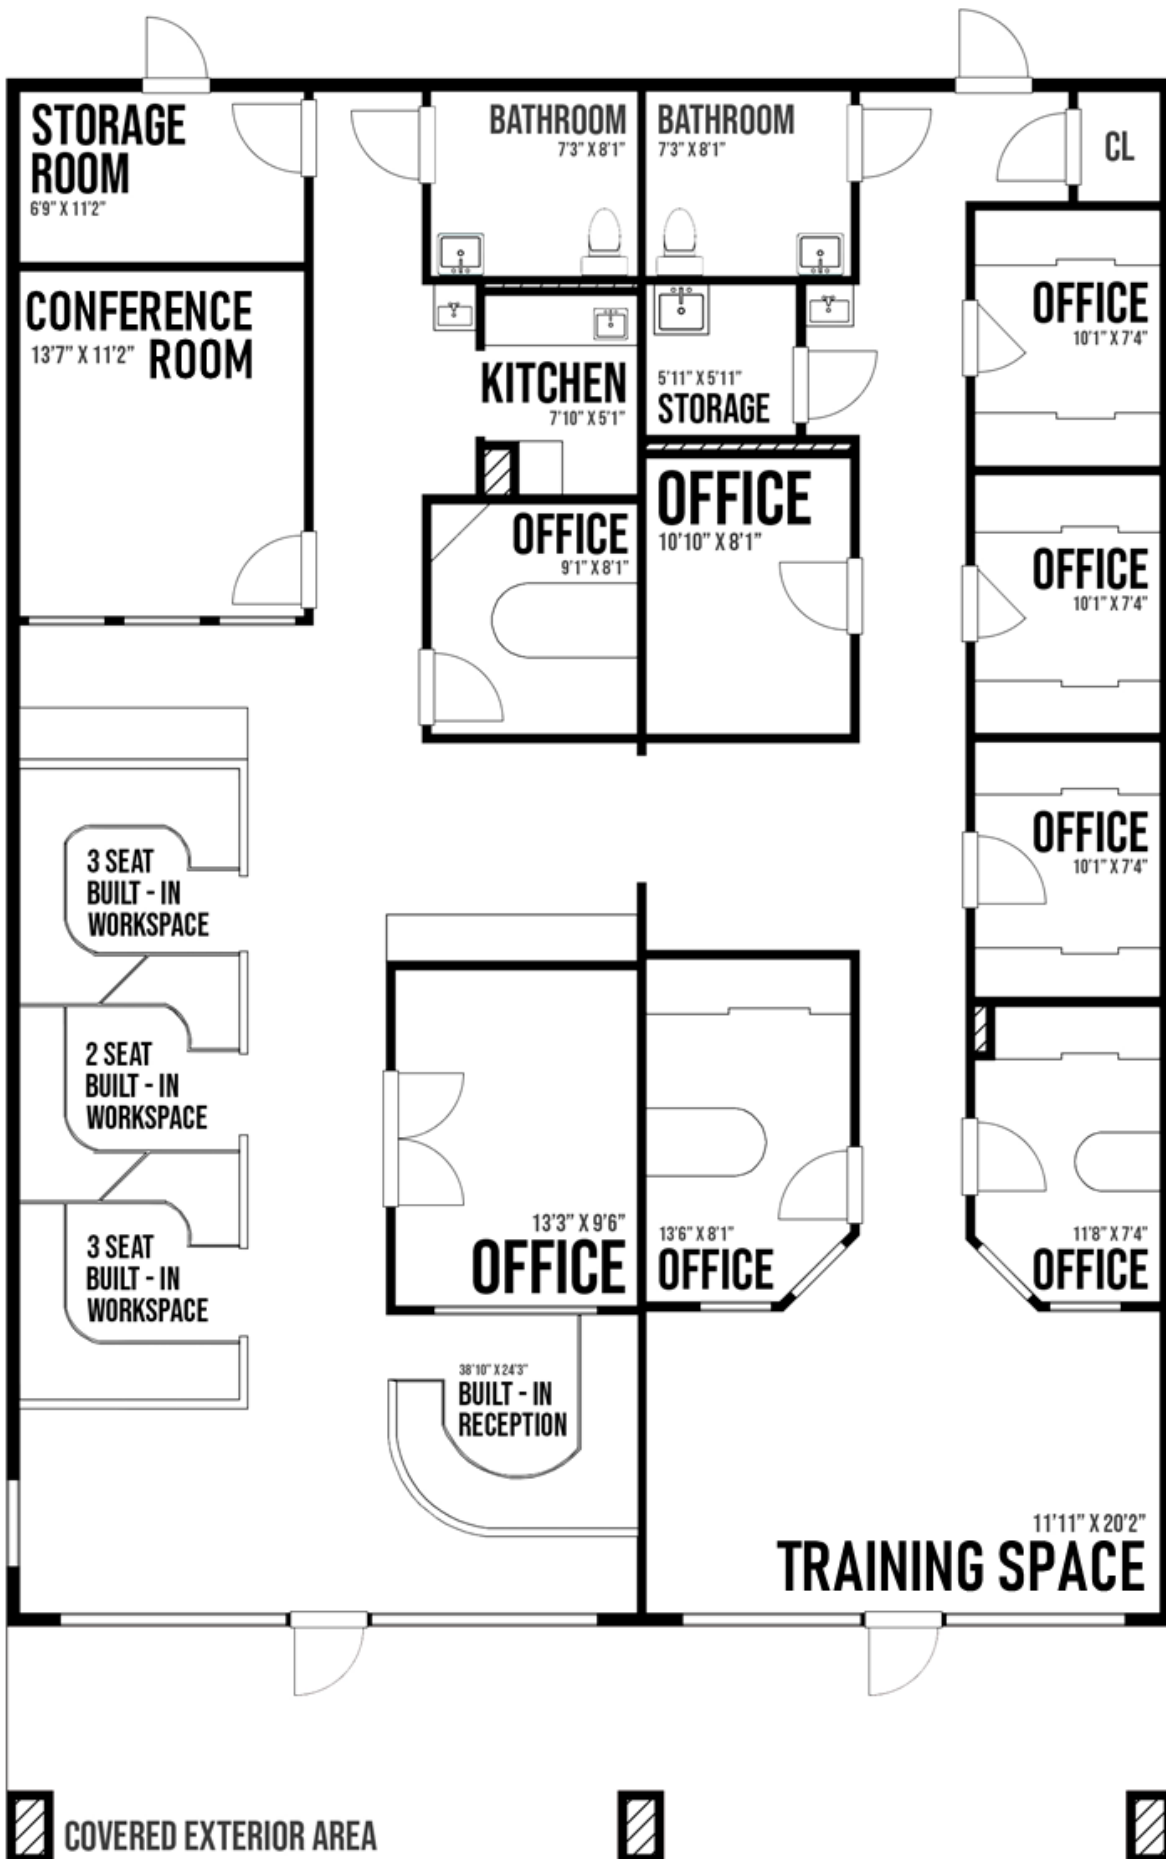 STORAGE
ROOM
6'9" X 11'2"
BATHROOM
7'3" X 8'1"
BATHROOM
7'3" X 8'1"
CL
CONFERENCE
13'7" X 11'2" ROOM
OFFICE
10'1" X 7'4"
KITCHEN
7'10" X 5'1"
5'11" X 5'11"
STORAGE
OFFICE
9'1" X 8'1"
OFFICE
10'10" X 8'1"
OFFICE
10'1" X 7'4"
3 SEAT
BUILT - IN
WORKSPACE
OFFICE
10'1" X 7'4"
2 SEAT
BUILT - IN
WORKSPACE
13'3" X 9'6"
OFFICE
13'6" X 8'1"
OFFICE
11'8" X 7'4"
OFFICE
3 SEAT
BUILT - IN
WORKSPACE
38'10" X 24'3"
BUILT - IN
RECEPTION
11'11" X 20'2"
TRAINING SPACE
COVERED EXTERIOR AREA